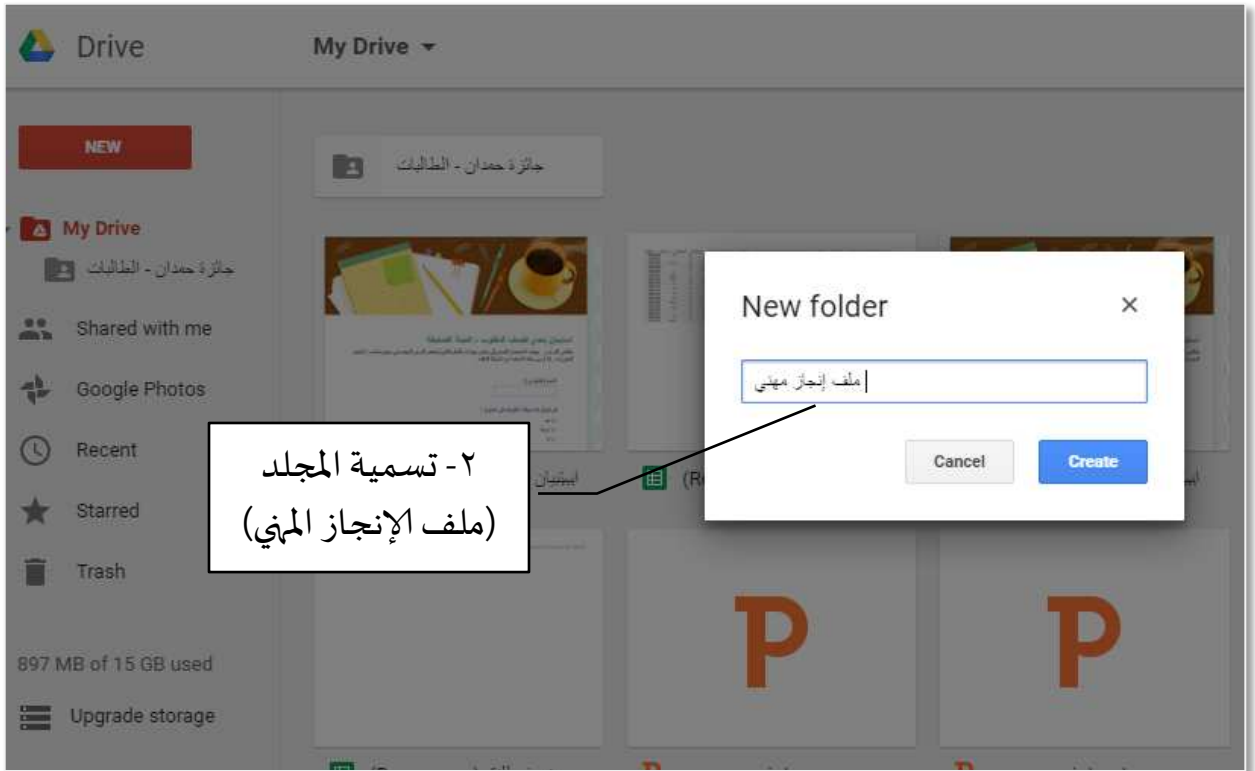 Drive
My Drive
NEW
جائزة حمدان - الطالبات
My Drive
جائزة حمدان - الطالبات
Shared with me
Google Photos
Recent
Starred
Trash
897 MB of 15 GB used
Upgrade storage
New folder
ملف إنجاز مهني
Cancel
Create
٢- تسمية المجلد
(ملف الإنجاز المهني)
استبيان